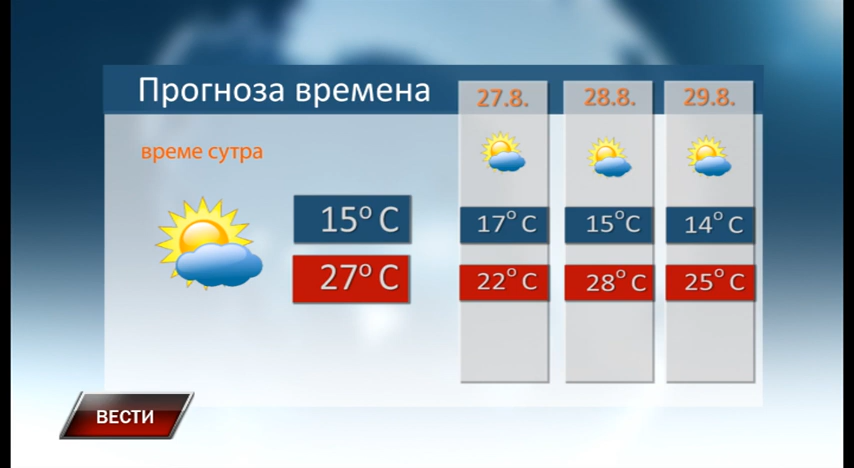 Прогноза времена
време сутра
15° C
27° C
27.8.
28.8.
29.8.
17° C
15°C
14° C
22° C
28° C
25° C
ВЕСТИ